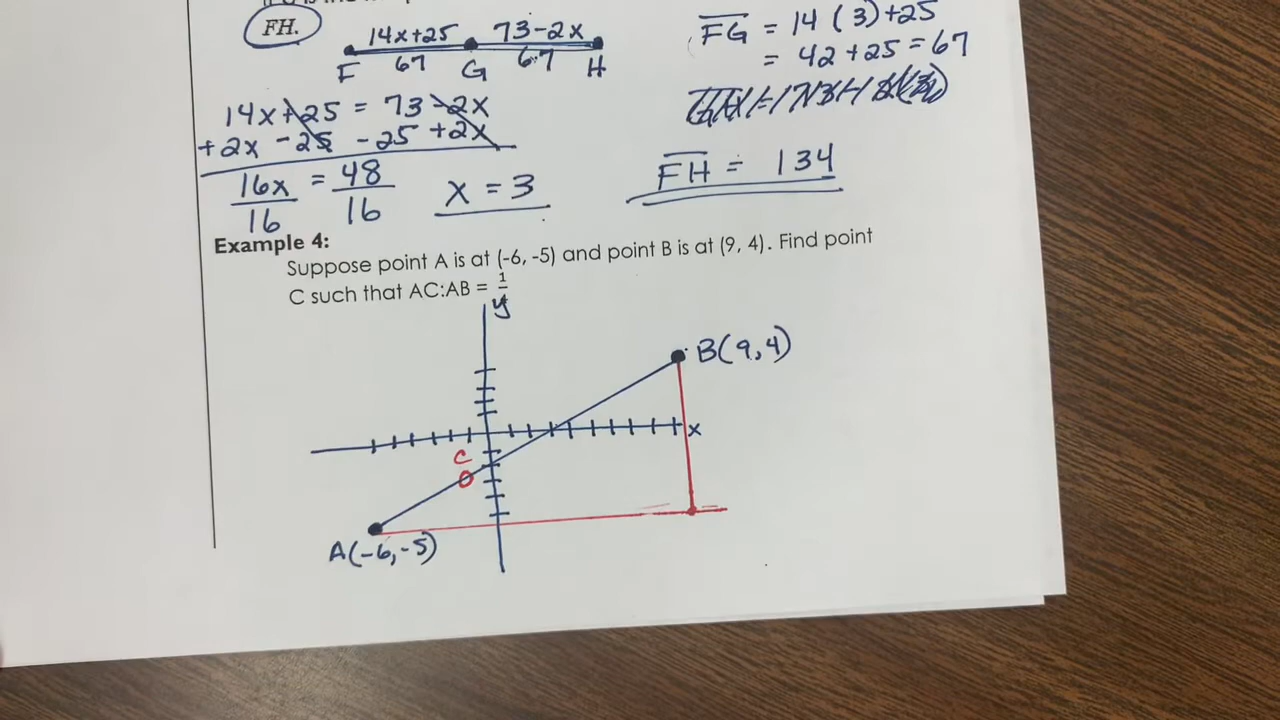 FH.
14x+25 73-2x
67 67
F G H
FG = 14 (3)+25
= 42 + 25 = 67
14x+25 = 73 -2x
+2x -25 -25 +2x
16x = 48
16 16
x = 3
FH = 134
Example 4:
Suppose point A is at (-6, -5) and point B is at (9, 4). Find point
C such that AC:AB = 1
y
B(9,4)
x
C
A(-6,-5)